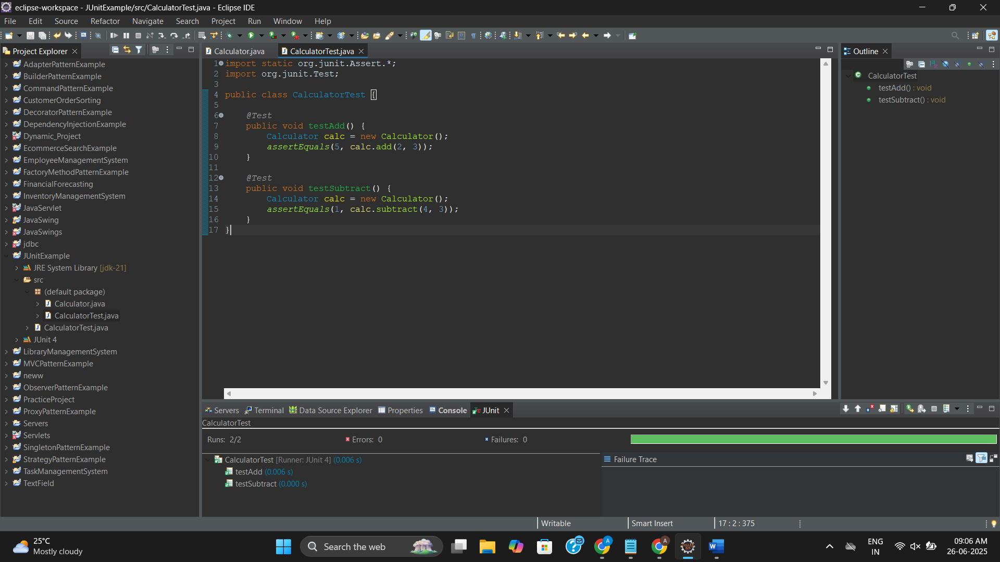 eclipse-workspace - JUnitExample/src/CalculatorTest.java - Eclipse IDE
File Edit Source Refactor Navigate Search Project Run Window Help
Project Explorer
AdapterPatternExample
BuilderPatternExample
CommandPatternExample
CustomerOrderSorting
DecoratorPatternExample
DependencyInjectionExample
Dynamic_Project
EcommerceSearchExample
EmployeeManagementSystem
FactoryMethodPatternExample
FinancialForecasting
InventoryManagementSystem
JavaServlet
JavaSwing
JavaSwings
jdbc
JUnitExample
JRE System Library [jdk-21]
src
(default package)
Calculator.java
CalculatorTest.java
CalculatorTest.java
JUnit 4
LibraryManagementSystem
MVCPatternExample
neww
ObserverPatternExample
PracticeProject
ProxyPatternExample
Servers
Servlets
SingletonPatternExample
StrategyPatternExample
TaskManagementSystem
TextField
Calculator.java CalculatorTest.java
1 import static org.junit.Assert.*;
2 import org.junit.Test;
3
4 public class CalculatorTest {
5
6 @Test
7 public void testAdd() {
8 Calculator calc = new Calculator();
9 assertEquals(5, calc.add(2, 3));
10 }
11
12 @Test
13 public void testSubtract() {
14 Calculator calc = new Calculator();
15 assertEquals(1, calc.subtract(4, 3));
16 }
17 }
Outline
CalculatorTest
testAdd() : void
testSubtract() : void
Servers Terminal Data Source Explorer Properties Console JUnit
CalculatorTest
Runs: 2/2 Errors: 0 Failures: 0
CalculatorTest [Runner: JUnit 4] (0.006 s)
testAdd (0.006 s)
testSubtract (0.000 s)
Failure Trace
Writable Smart Insert 17 : 2 : 375
25°C
Mostly cloudy
Search the web
ENG
IN
09:06 AM
26-06-2025